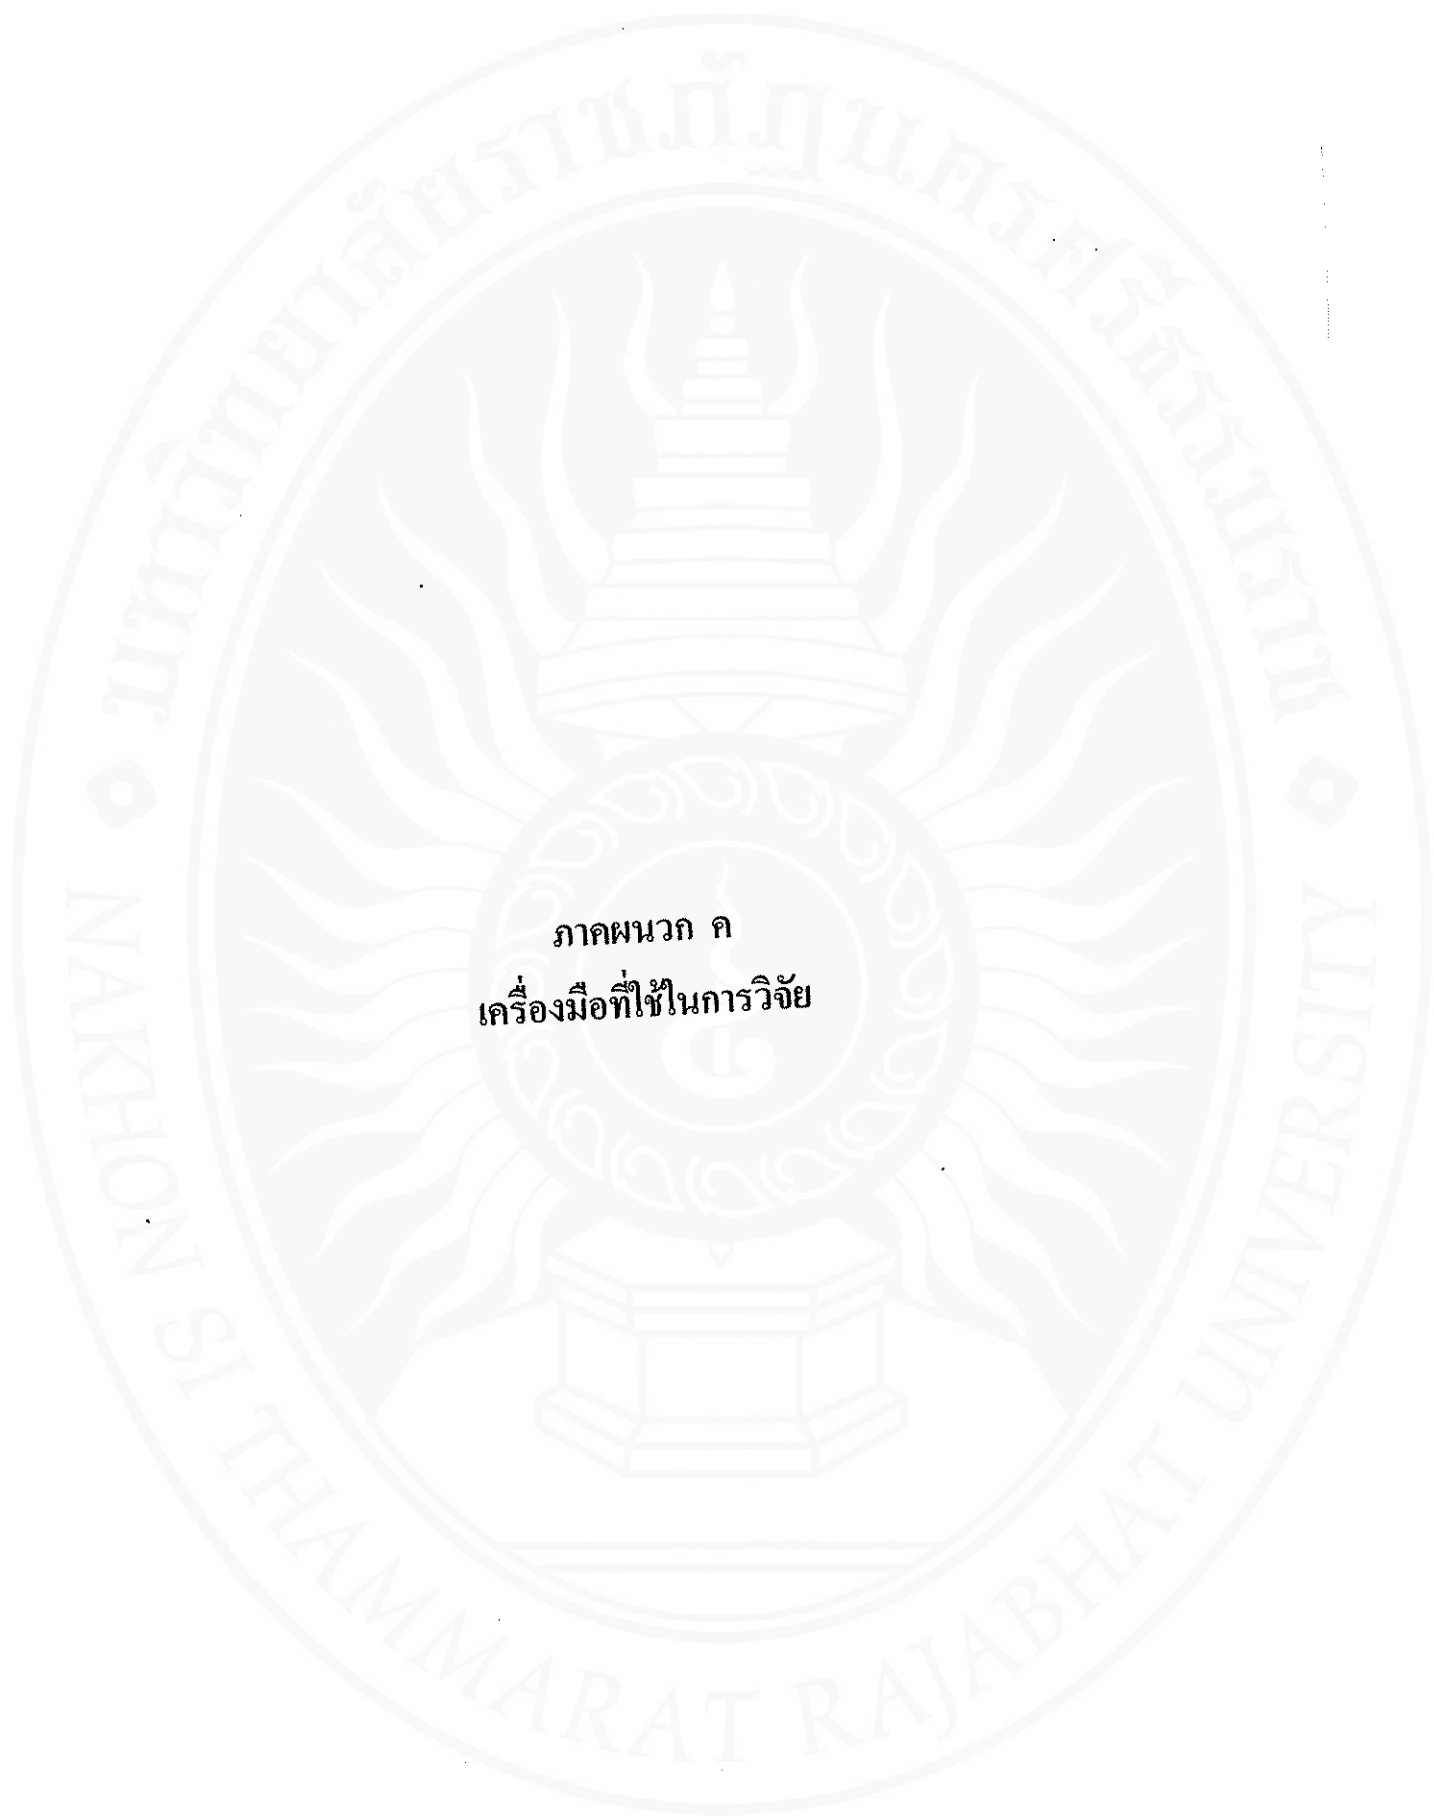 มหาวิทยาลัยราชภัฏนครศรีธรรมราช
ภาคผนวก ค
เครื่องมือที่ใช้ในการวิจัย
NAKHON SI THAMMARAT RAJABHAT UNIVERSITY